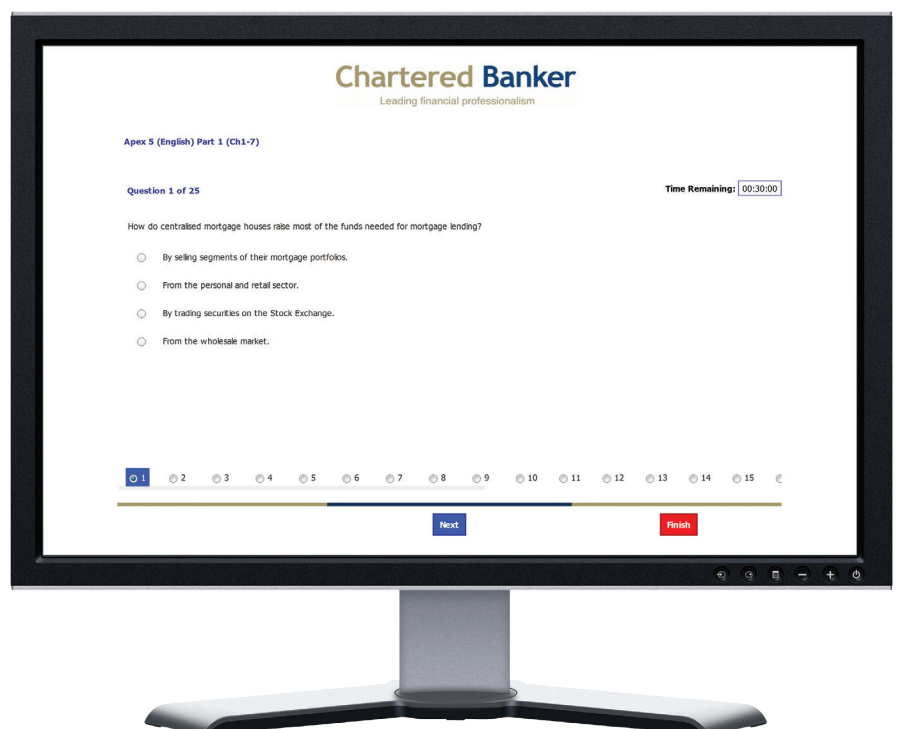 Chartered Banker
Leading financial professionalism
Apex 5 (English) Part 1 (Ch1-7)
Question 1 of 25
Time Remaining: 00:30:00
How do centralised mortgage houses raise most of the funds needed for mortgage lending?
By selling segments of their mortgage portfolios.
From the personal and retail sector.
By trading securities on the Stock Exchange.
From the wholesale market.
1 2 3 4 5 6 7 8 9 10 11 12 13 14 15
Next Finish